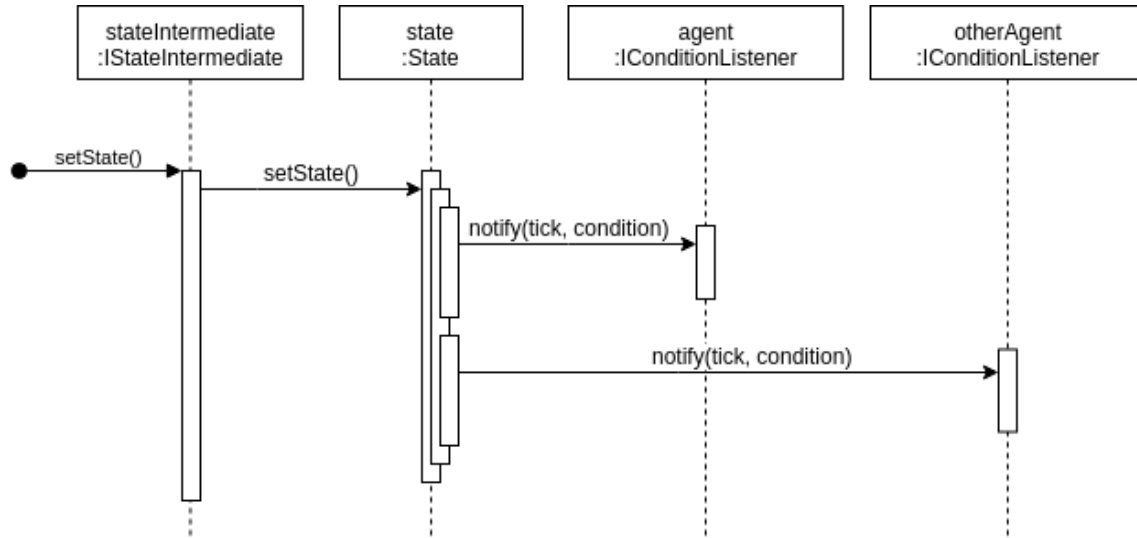 stateIntermediate
:IStateIntermediate
state
:State
agent
:IConditionListener
otherAgent
:IConditionListener
setState()
setState()
notify(tick, condition)
notify(tick, condition)